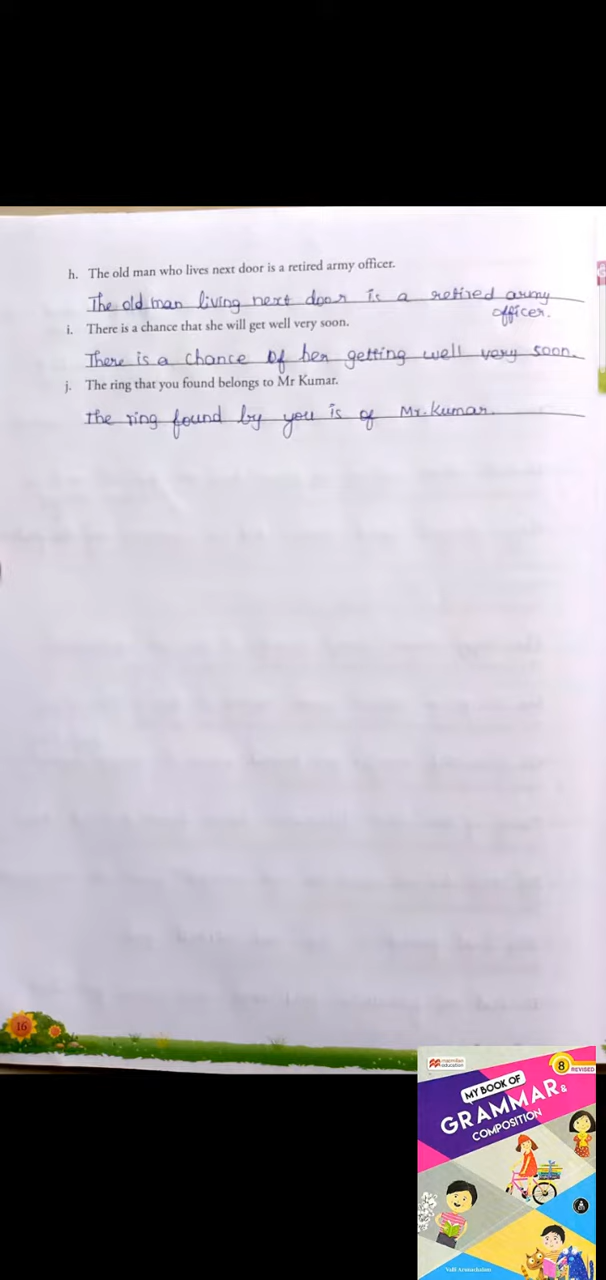 h. The old man who lives next door is a retired army officer.
The old man living next door is a retired army
officer.
i. There is a chance that she will get well very soon.
There is a chance of her getting well very soon.
j. The ring that you found belongs to Mr Kumar.
The ring found by you is of Mr. Kumar.
16
macmillan
education
8
REVISED
MY BOOK OF
GRAMMAR &
COMPOSITION